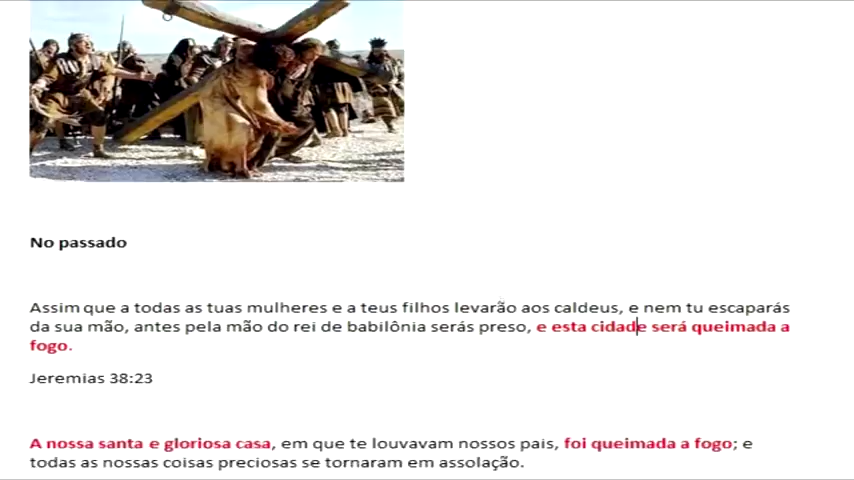 No passado
Assim que a todas as tuas mulheres e a teus filhos levarão aos caldeus, e nem tu escaparás
da sua mão, antes pela mão do rei de babilônia serás preso, e esta cidade será queimada a
fogo.
Jeremias 38:23
A nossa santa e gloriosa casa, em que te louvavam nossos pais, foi queimada a fogo; e
todas as nossas coisas preciosas se tornaram em assolação.